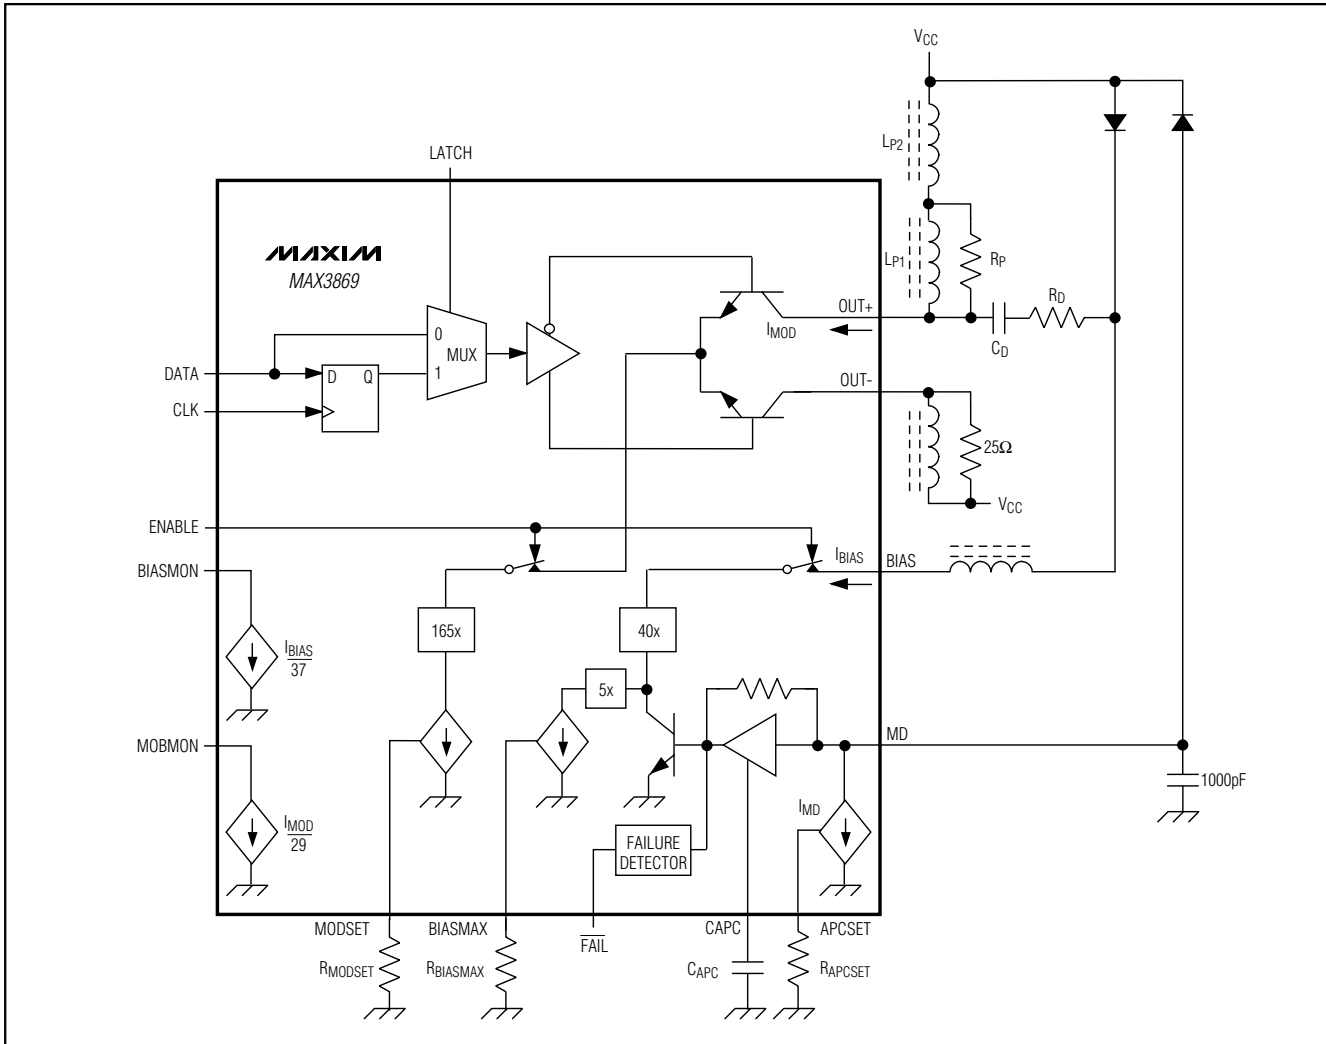 VCC
LP2
LATCH
MAXIM
MAX3869
LP1
RP
OUT+
RD
IMOD
CD
0
MUX
1
DATA
D Q
CLK
OUT-
25Ω
VCC
ENABLE
IBIAS
BIAS
BIASMON
165x
40x
IBIAS
37
5x
MD
MOBMON
1000pF
IMD
IMOD
29
FAILURE
DETECTOR
MODSET
BIASMAX
FAIL
CAPC
APCSET
RMODSET
RBIASMAX
CAPC
RAPCSET